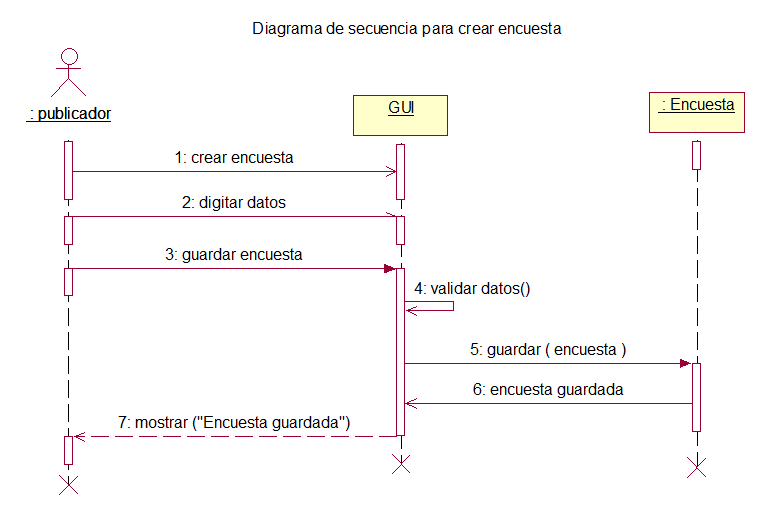 Diagrama de secuencia para crear encuesta
: publicador
GUI
: Encuesta
1: crear encuesta
2: digitar datos
3: guardar encuesta
4: validar datos()
5: guardar ( encuesta )
6: encuesta guardada
7: mostrar ("Encuesta guardada")